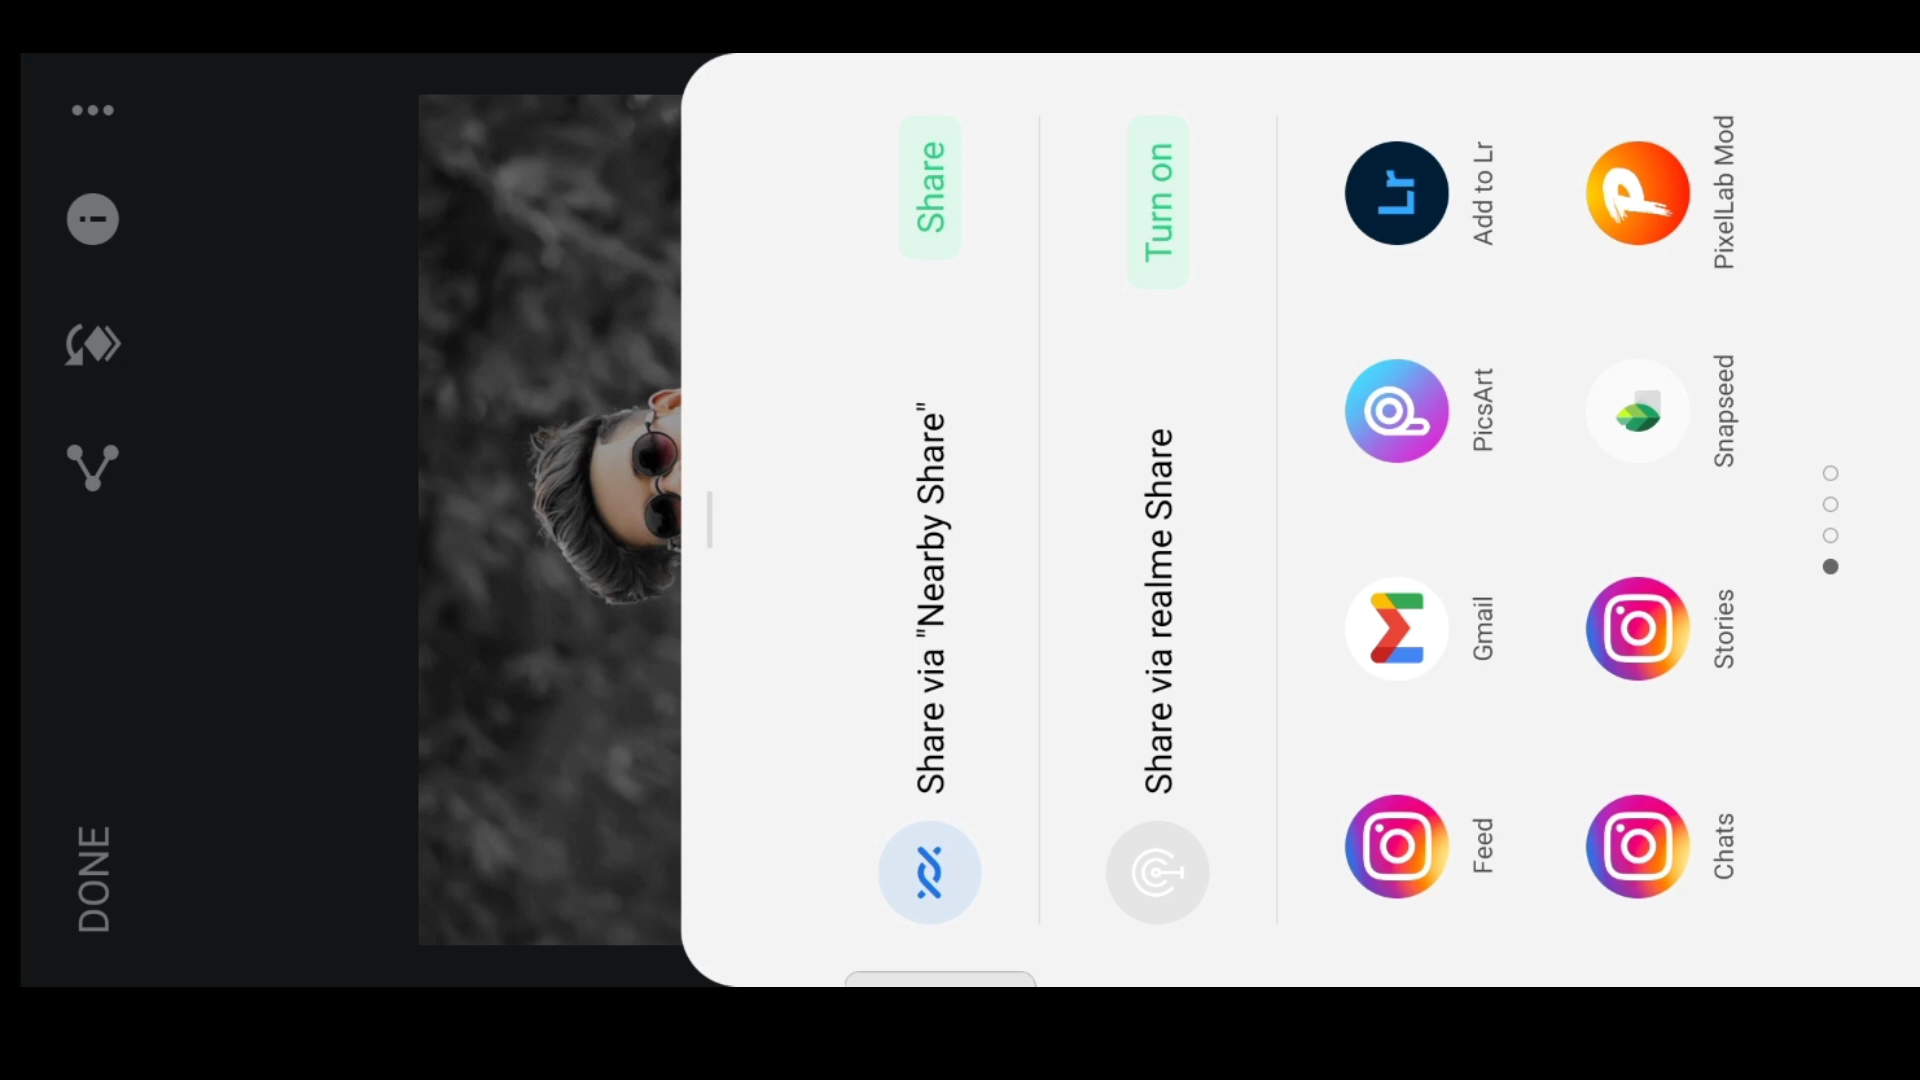 DONE
Share via "Nearby Share" Share
Share via realme Share Turn on
Lr
Feed Gmail PicsArt Add to Lr
Chats Stories Snapseed PixelLab Mod